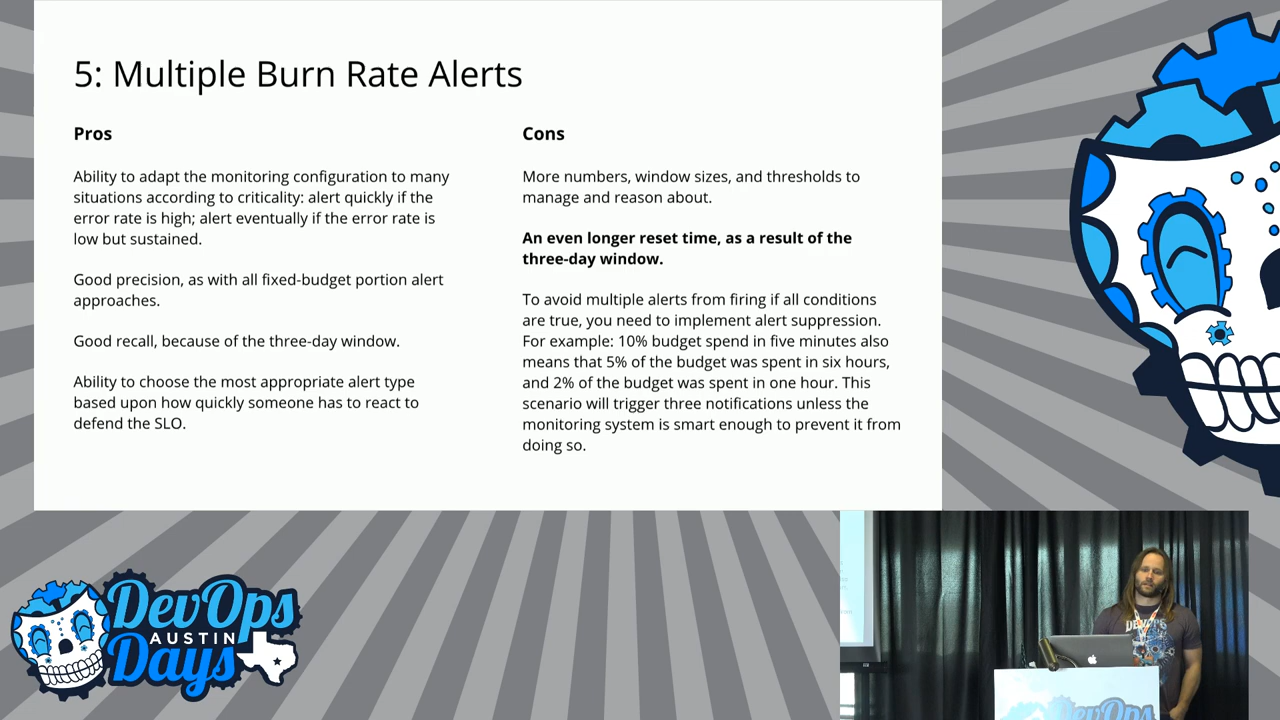 5: Multiple Burn Rate Alerts
Pros
Ability to adapt the monitoring configuration to many
situations according to criticality: alert quickly if the
error rate is high; alert eventually if the error rate is
low but sustained.
Good precision, as with all fixed-budget portion alert
approaches.
Good recall, because of the three-day window.
Ability to choose the most appropriate alert type
based upon how quickly someone has to react to
defend the SLO.
Cons
More numbers, window sizes, and thresholds to
manage and reason about.
An even longer reset time, as a result of the
three-day window.
To avoid multiple alerts from firing if all conditions
are true, you need to implement alert suppression.
For example: 10% budget spend in five minutes also
means that 5% of the budget was spent in six hours,
and 2% of the budget was spent in one hour. This
scenario will trigger three notifications unless the
monitoring system is smart enough to prevent it from
doing so.
DevOps
AUSTIN
Days
DEVOPS
DevOps